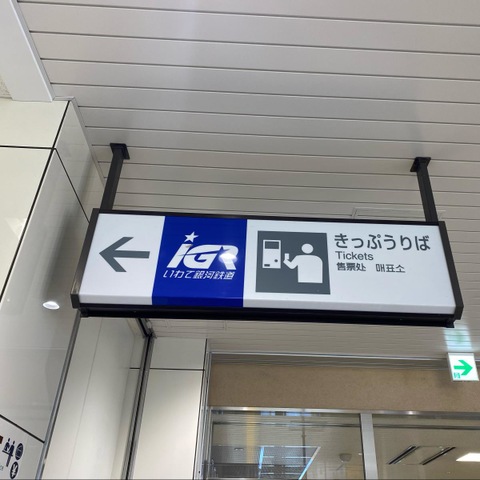 IGR
いわて銀河鉄道
きっぷうりば
Tickets
售票处 매표소